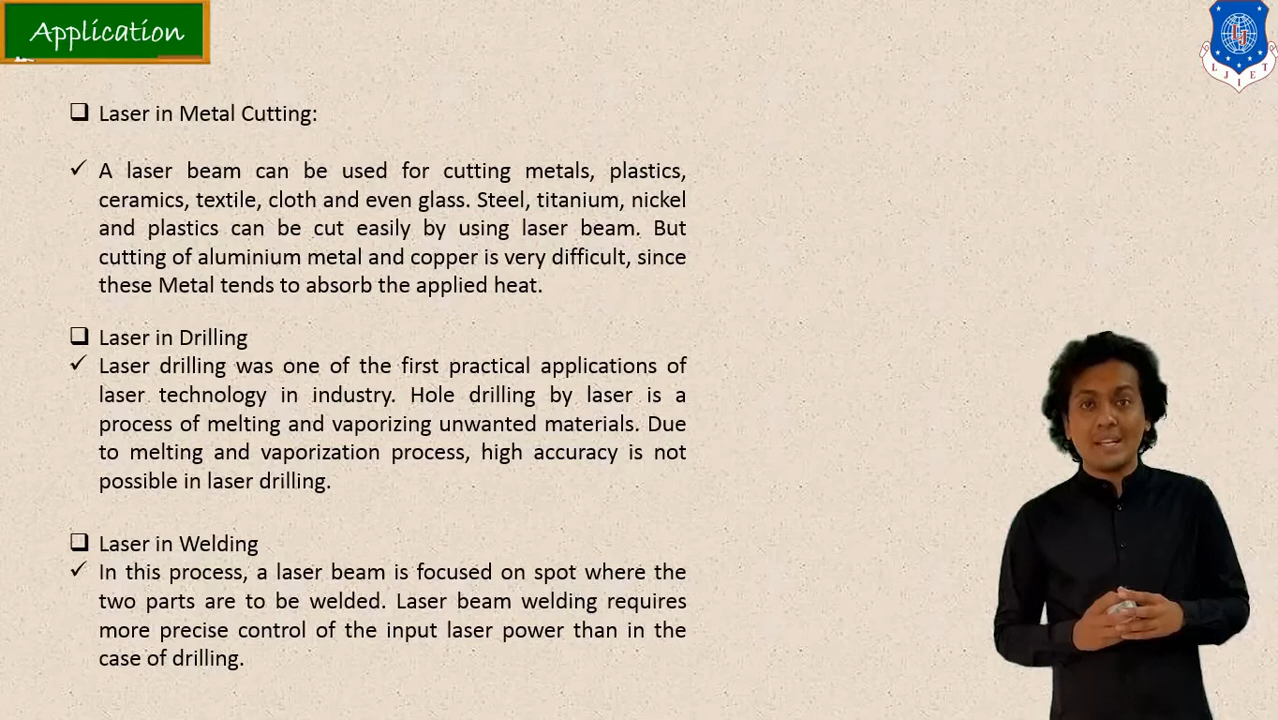 Application
LJIET
❑ Laser in Metal Cutting:
✓ A laser beam can be used for cutting metals, plastics,
ceramics, textile, cloth and even glass. Steel, titanium, nickel
and plastics can be cut easily by using laser beam. But
cutting of aluminium metal and copper is very difficult, since
these Metal tends to absorb the applied heat.
❑ Laser in Drilling
✓ Laser drilling was one of the first practical applications of
laser technology in industry. Hole drilling by laser is a
process of melting and vaporizing unwanted materials. Due
to melting and vaporization process, high accuracy is not
possible in laser drilling.
❑ Laser in Welding
✓ In this process, a laser beam is focused on spot where the
two parts are to be welded. Laser beam welding requires
more precise control of the input laser power than in the
case of drilling.